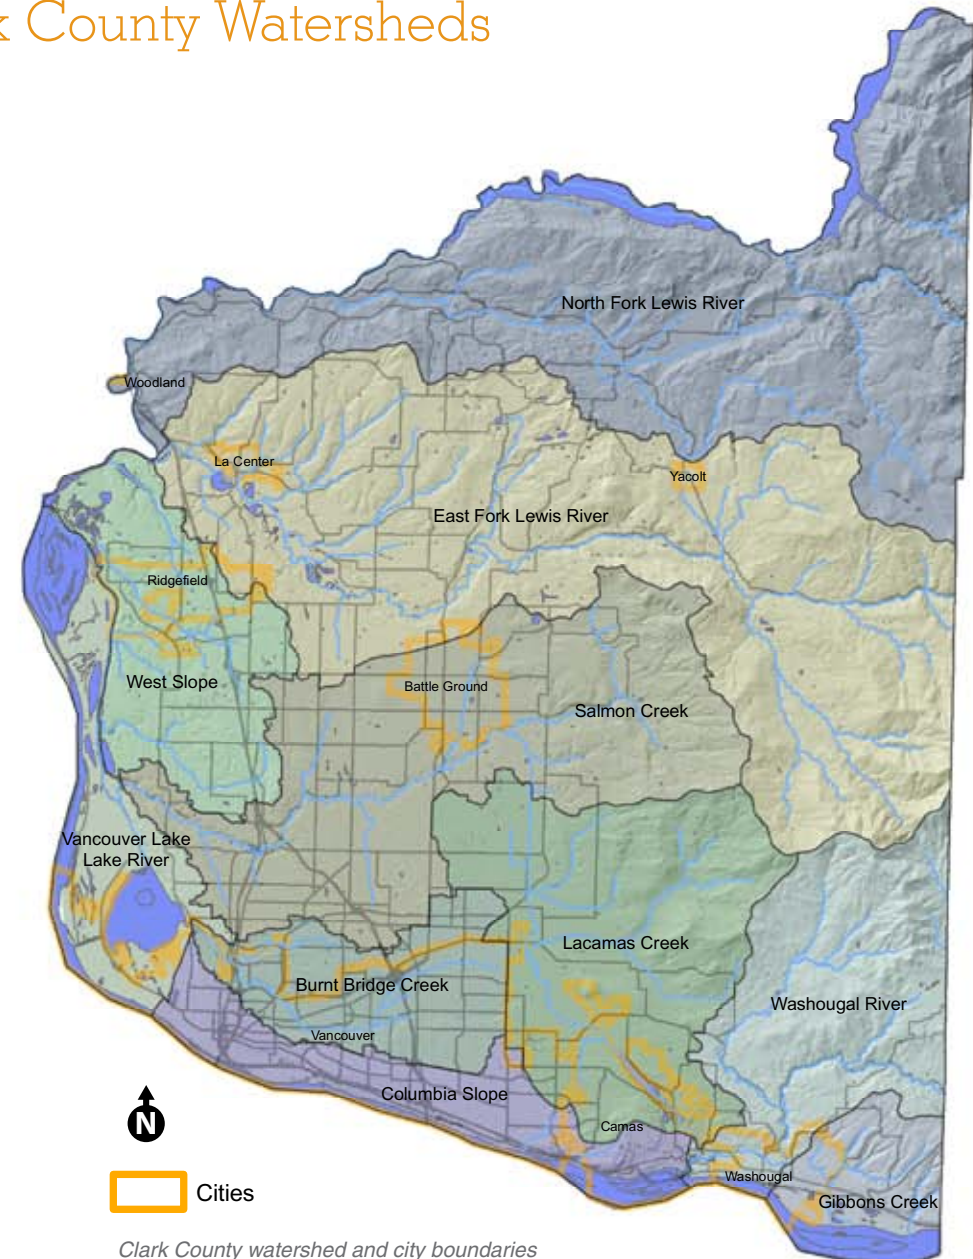 k County Watersheds
North Fork Lewis River
Woodland
La Center
Yacolt
East Fork Lewis River
Ridgefield
West Slope
Battle Ground
Salmon Creek
Vancouver Lake
Lake River
Lacamas Creek
Burnt Bridge Creek
Washougal River
Vancouver
Columbia Slope
N
Camas
Washougal
Cities
Gibbons Creek
Clark County watershed and city boundaries